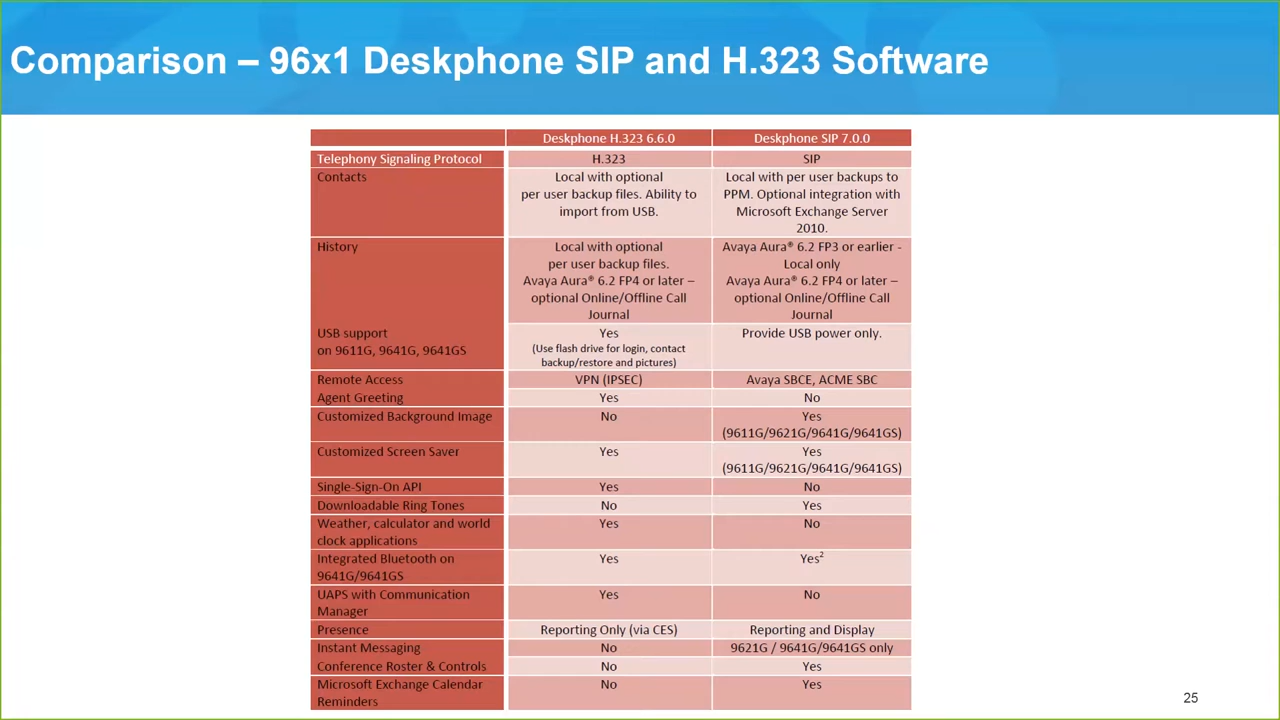 Comparison – 96x1 Deskphone SIP and H.323 Software
Deskphone H.323 6.6.0
Deskphone SIP 7.0.0
Telephony Signaling Protocol
H.323
SIP
Contacts
Local with optional
per user backup files. Ability to
import from USB.
Local with per user backups to
PPM. Optional integration with
Microsoft Exchange Server
2010.
History
Local with optional
per user backup files.
Avaya Aura® 6.2 FP4 or later –
optional Online/Offline Call
Journal
Avaya Aura® 6.2 FP3 or earlier -
Local only
Avaya Aura® 6.2 FP4 or later –
optional Online/Offline Call
Journal
USB support
on 9611G, 9641G, 9641GS
Yes
(Use flash drive for login, contact
backup/restore and pictures)
Provide USB power only.
Remote Access
VPN (IPSEC)
Avaya SBCE, ACME SBC
Agent Greeting
Yes
No
Customized Background Image
No
Yes
(9611G/9621G/9641G/9641GS)
Customized Screen Saver
Yes
Yes
(9611G/9621G/9641G/9641GS)
Single-Sign-On API
Yes
No
Downloadable Ring Tones
No
Yes
Weather, calculator and world
clock applications
Yes
No
Integrated Bluetooth on
9641G/9641GS
Yes
Yes²
UAPS with Communication
Manager
Yes
No
Presence
Reporting Only (via CES)
Reporting and Display
Instant Messaging
No
9621G / 9641G/9641GS only
Conference Roster & Controls
No
Yes
Microsoft Exchange Calendar
Reminders
No
Yes
25